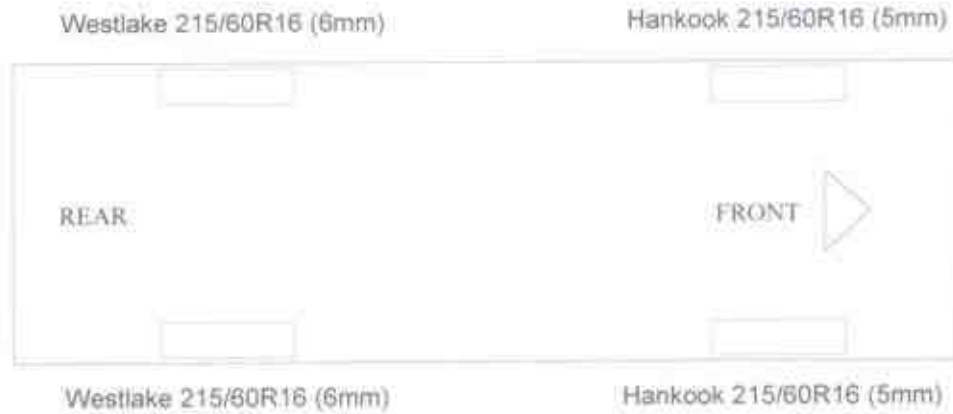 Westlake 215/60R16 (6mm)
Hankook 215/60R16 (5mm)
REAR
FRONT
Westlake 215/60R16 (6mm)
Hankook 215/60R16 (5mm)